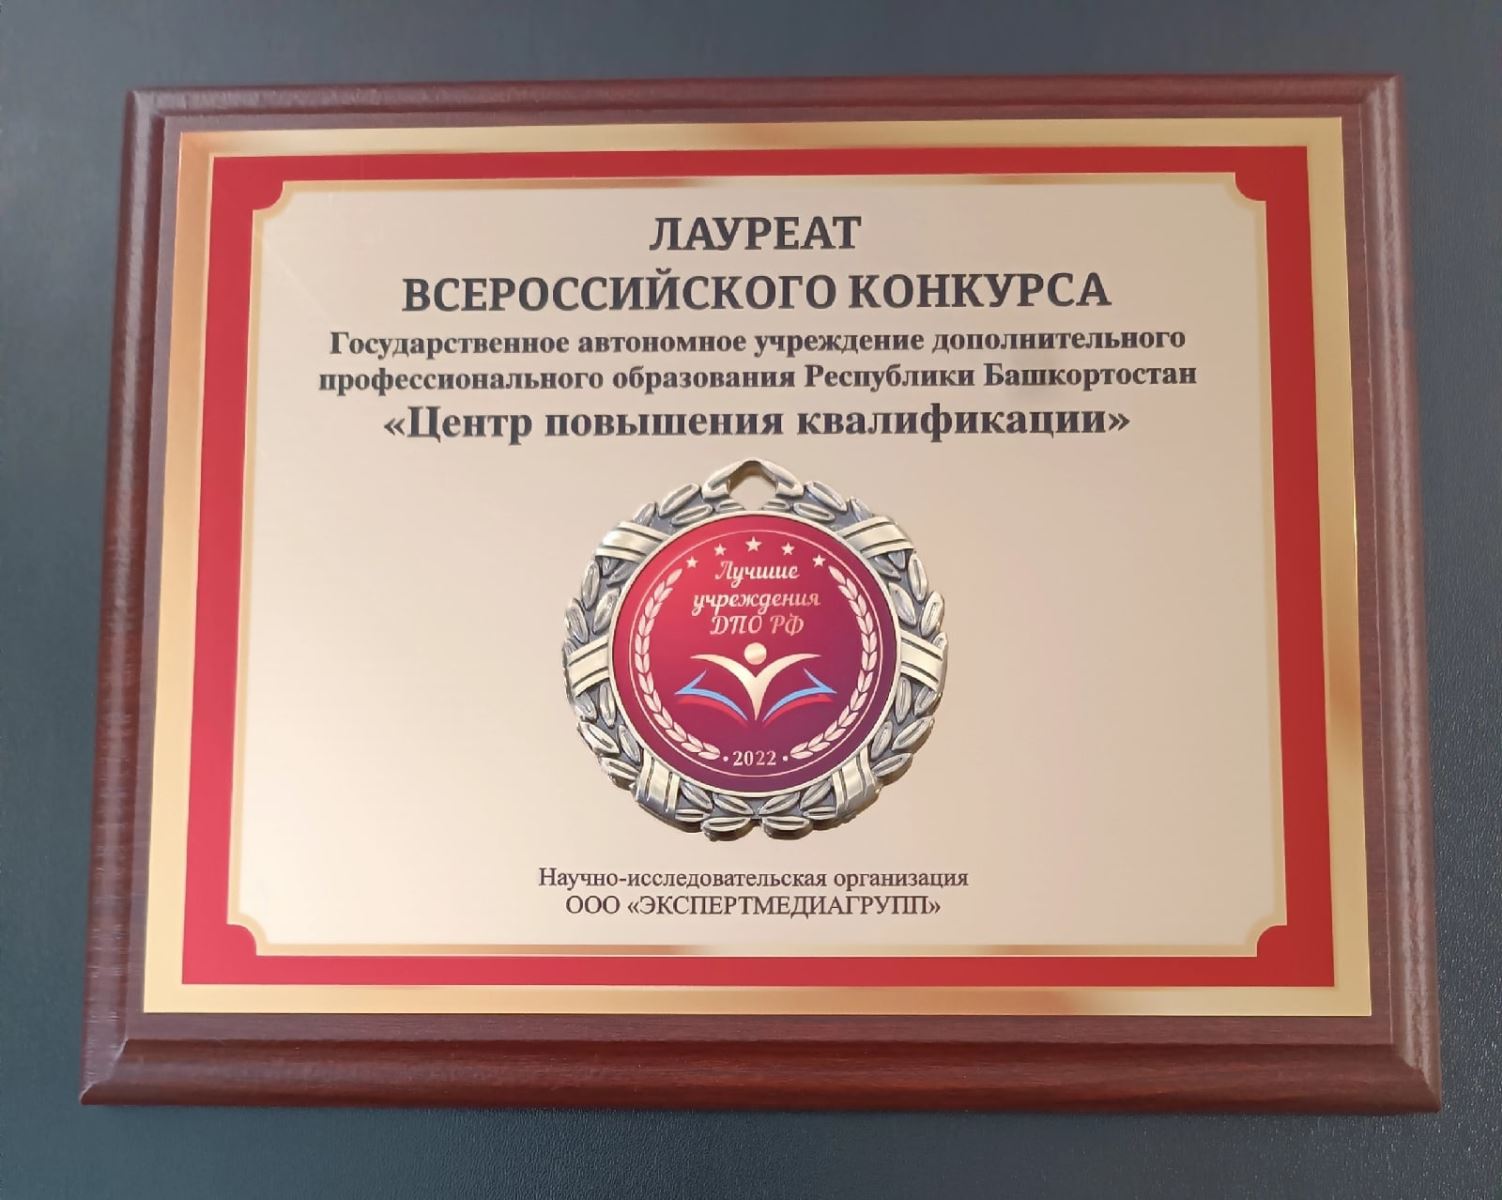 ЛАУРЕАТ
ВСЕРОССИЙСКОГО КОНКУРСА
Государственное автономное учреждение дополнительного
профессионального образования Республики Башкортостан
«Центр повышения квалификации»
Лучшие
учреждения
ДПО РФ
· 2022 ·
Научно-исследовательская организация
ООО «ЭКСПЕРТМЕДИАГРУПП»